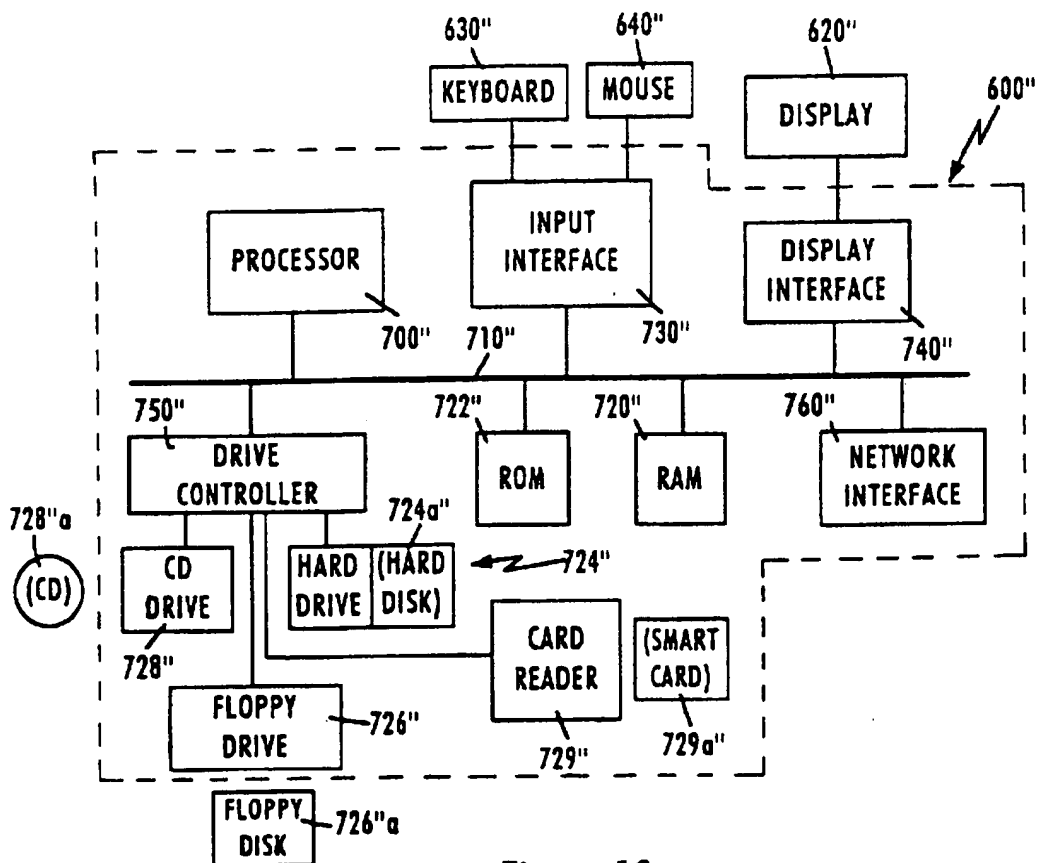 630"
640"
620"
600"
KEYBOARD
MOUSE
DISPLAY
PROCESSOR
INPUT
INTERFACE
DISPLAY
INTERFACE
700"
710"
730"
740"
750"
722"
720"
760"
DRIVE
CONTROLLER
ROM
RAM
NETWORK
INTERFACE
728"a
(CD)
CD
DRIVE
728"
HARD
DRIVE
(HARD
DISK)
724a"
724"
CARD
READER
729"
(SMART
CARD)
729a"
FLOPPY
DRIVE
726"
FLOPPY
DISK
726"a